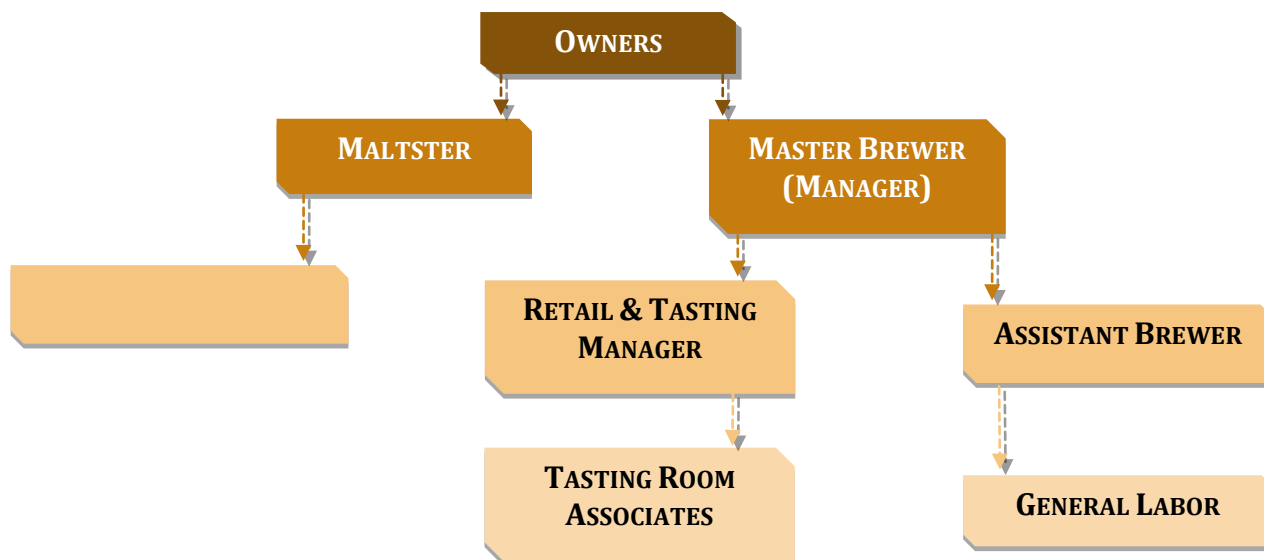 OWNERS
MALTSTER
MASTER BREWER
(MANAGER)
RETAIL & TASTING
MANAGER
ASSISTANT BREWER
TASTING ROOM
ASSOCIATES
GENERAL LABOR